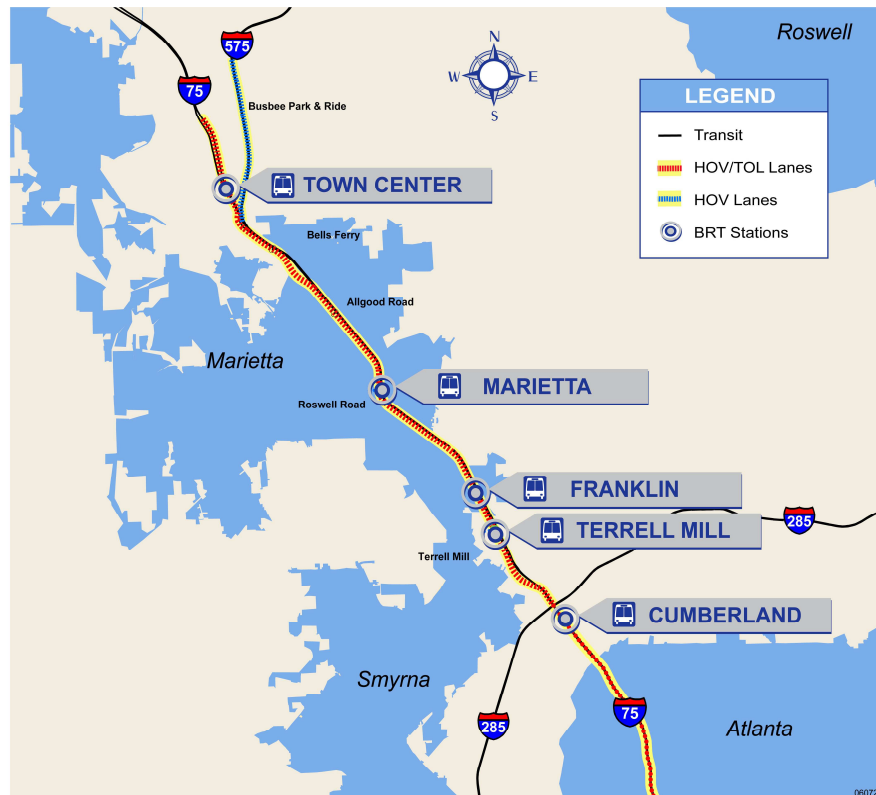 575
Roswell
N
W
E
S
75
LEGEND
Busbee Park & Ride
Transit
HOV/TOL Lanes
TOWN CENTER
HOV Lanes
Bells Ferry
BRT Stations
Allgood Road
Marietta
MARIETTA
Roswell Road
FRANKLIN
285
TERRELL MILL
Terrell Mill
CUMBERLAND
Smyrna
75
285
Atlanta